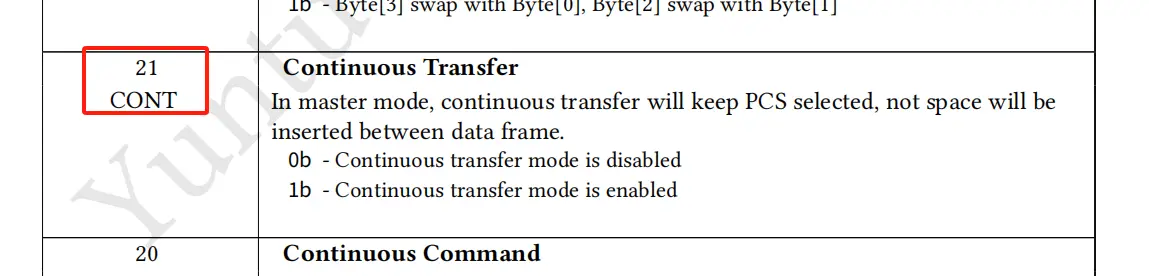 1b - Byte[3] swap with Byte[0], Byte[2] swap with Byte[1]
21
CONT
Continuous Transfer
In master mode, continuous transfer will keep PCS selected, not space will be
inserted between data frame.
0b - Continuous transfer mode is disabled
1b - Continuous transfer mode is enabled
20
Continuous Command
Yuntu